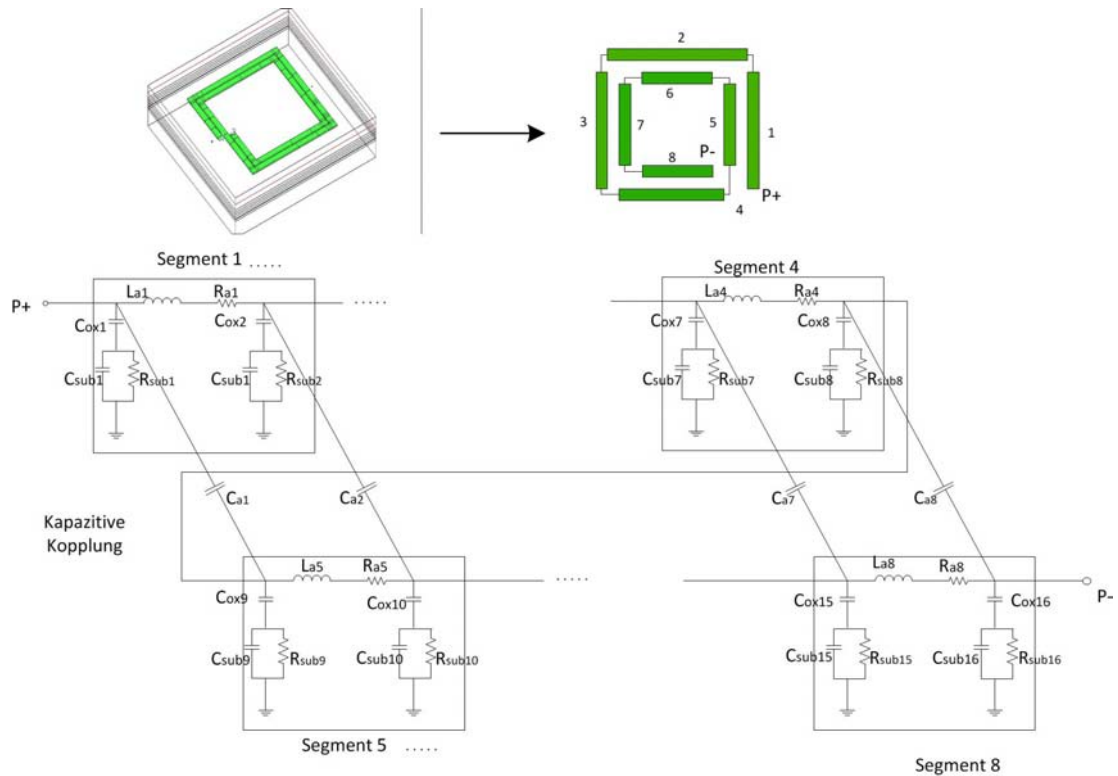 2
6
3
7
5
1
8
P-
P+
4
Segment 1 .....
Segment 4
P+
La1
Ra1
.....
La4
Ra4
Cox1
Cox2
Cox7
Cox8
Csub1
Rsub1
Csub1
Rsub2
Csub7
Rsub7
Csub8
Rsub8
Ca1
Ca2
Ca7
Ca8
Kapazitive
Kopplung
La5
Ra5
.....
La8
Ra8
Cox9
Cox10
Cox15
Cox16
P-
Csub9
Rsub9
Csub10
Rsub10
Csub15
Rsub15
Csub16
Rsub16
Segment 5 .....
Segment 8